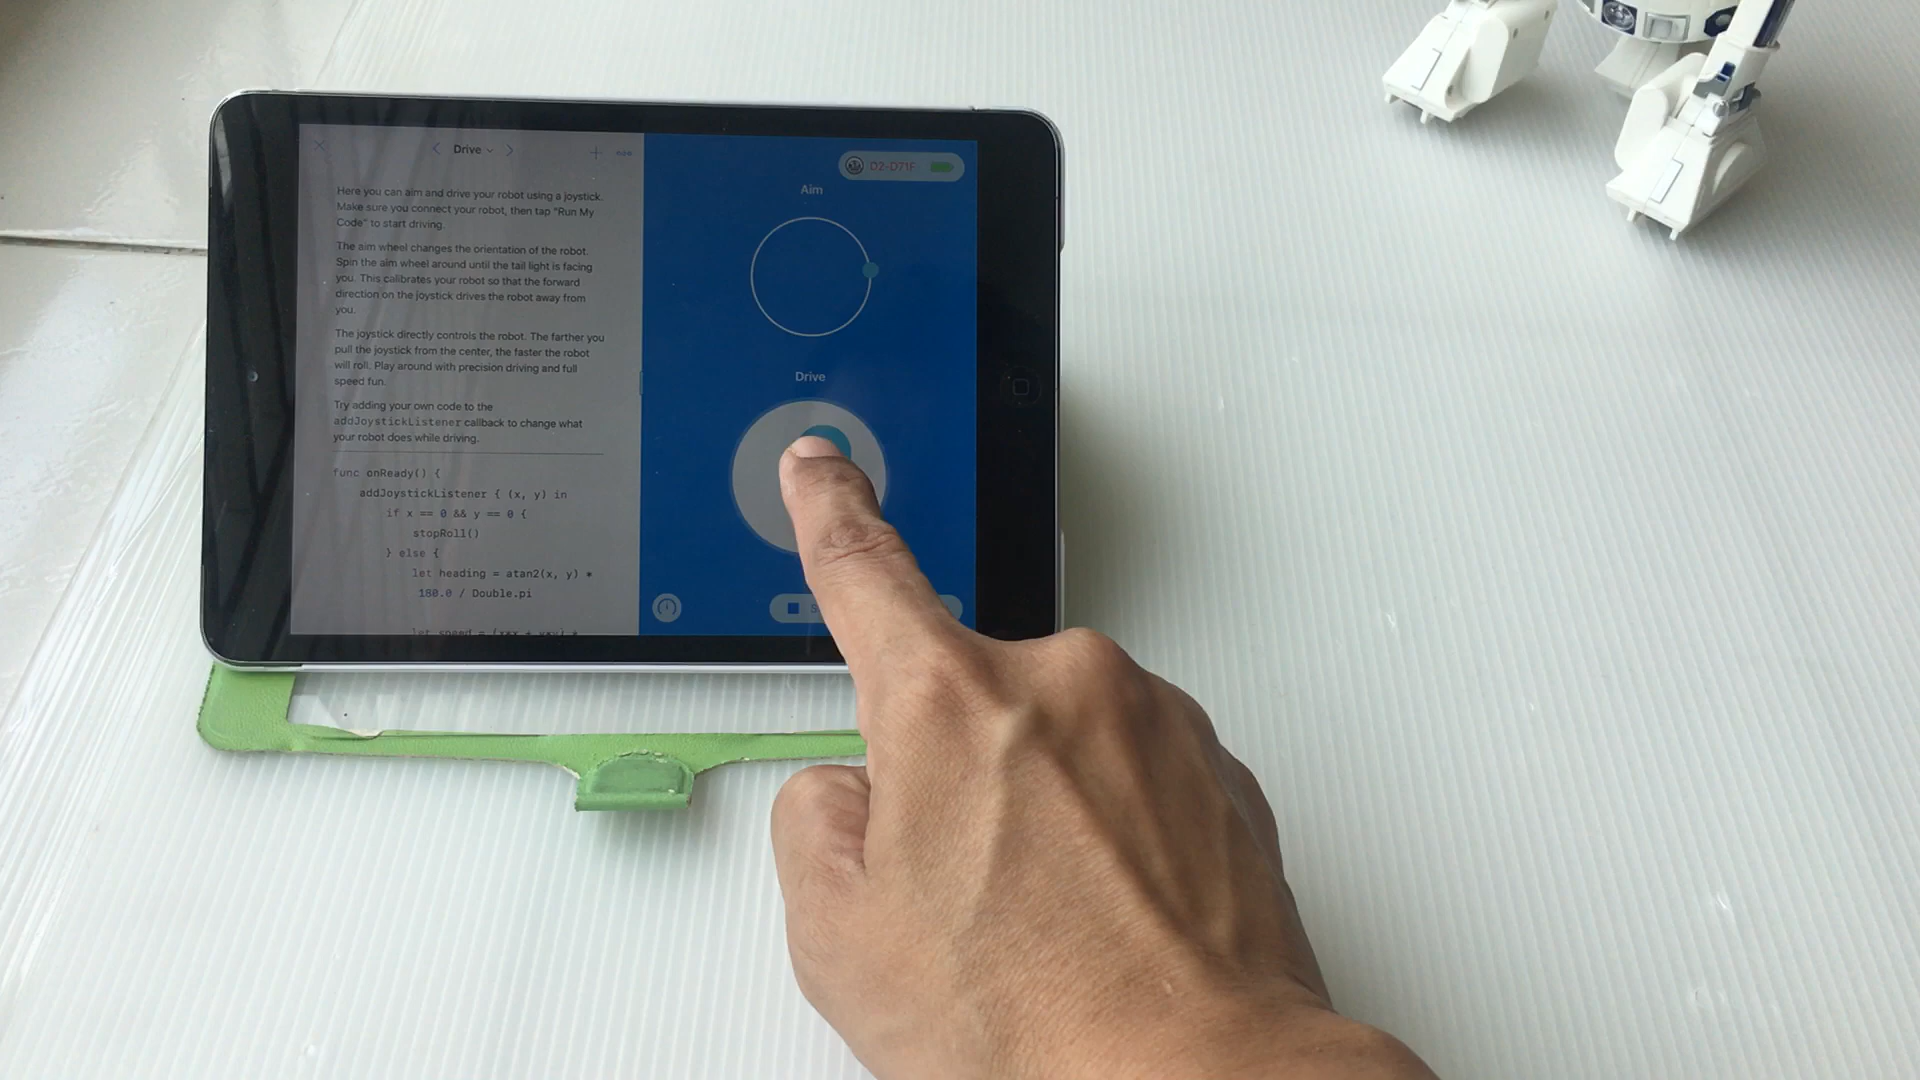 Drive
Here you can aim and drive your robot using a joystick.
Make sure you connect your robot, then tap "Run My
Code" to start driving.
The aim wheel changes the orientation of the robot.
Spin the aim wheel around until the tail light is facing
you. This calibrates your robot so that the forward
direction on the joystick drives the robot away from
you.
The joystick directly controls the robot. The farther you
pull the joystick from the center, the faster the robot
will roll. Play around with precision driving and full
speed fun.
Try adding your own code to the
addJoystickListener callback to change what
your robot does while driving.
func onReady() {
addJoystickListener { (x, y) in
if x == 0 && y == 0 {
stopRoll()
} else {
let heading = atan2(x, y) *
180.0 / Double.pi
let speed = (x*x + y*y) *
D2-D71F
Aim
Drive